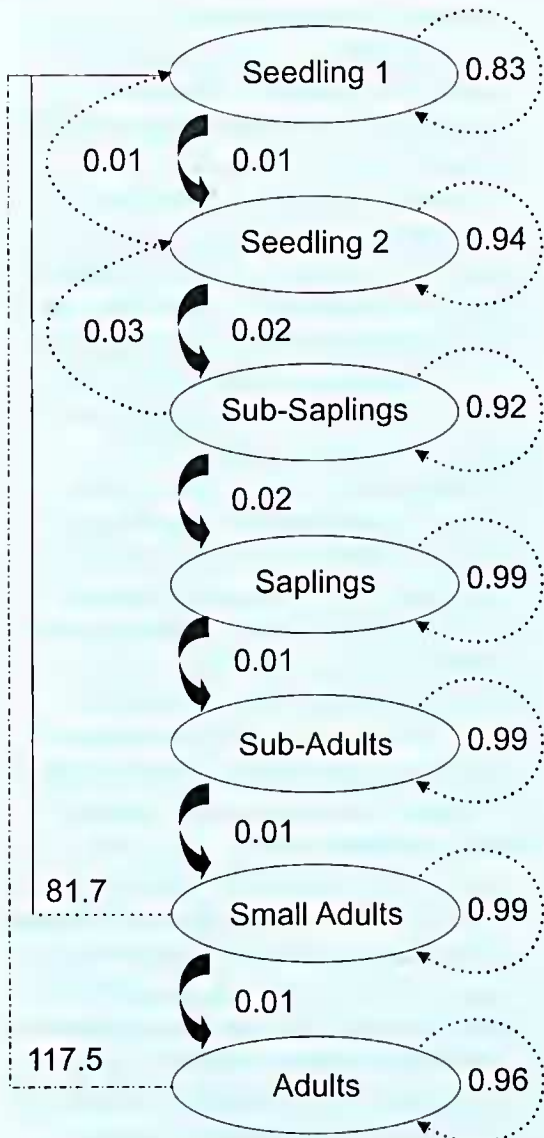 Seedling 1 0.83
0.01 0.01
Seedling 2 0.94
0.03 0.02
Sub-Saplings 0.92
0.02
Saplings 0.99
0.01
Sub-Adults 0.99
0.01
81.7 Small Adults 0.99
0.01
117.5 Adults 0.96